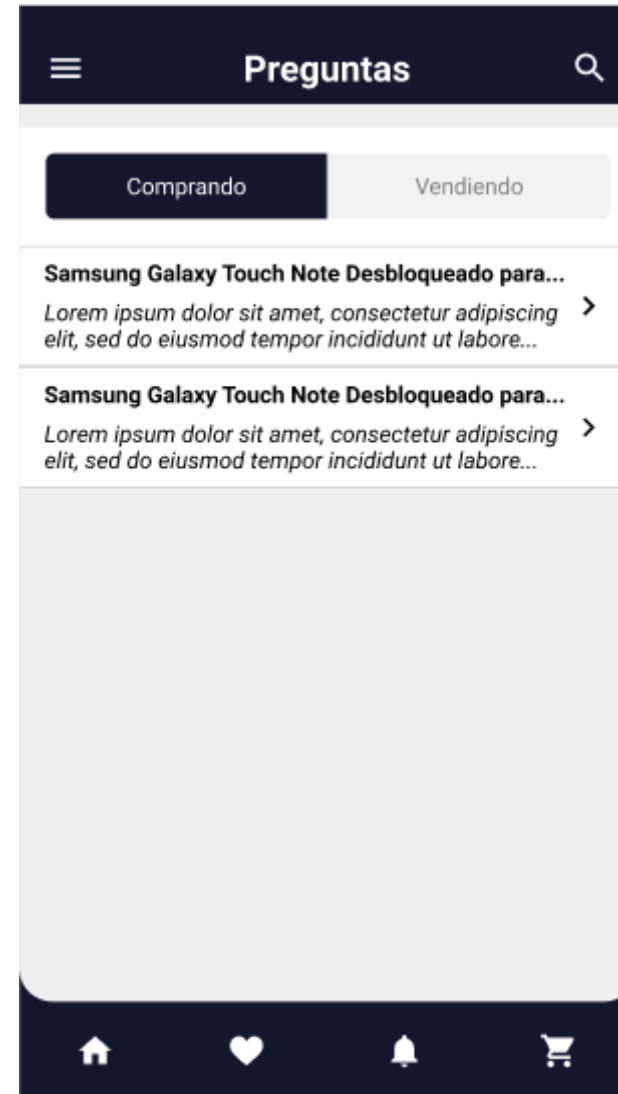 Preguntas
Comprando
Vendiendo
Samsung Galaxy Touch Note Desbloqueado para...
Lorem ipsum dolor sit amet, consectetur adipiscing
elit, sed do eiusmod tempor incididunt ut labore...
Samsung Galaxy Touch Note Desbloqueado para...
Lorem ipsum dolor sit amet, consectetur adipiscing
elit, sed do eiusmod tempor incididunt ut labore...